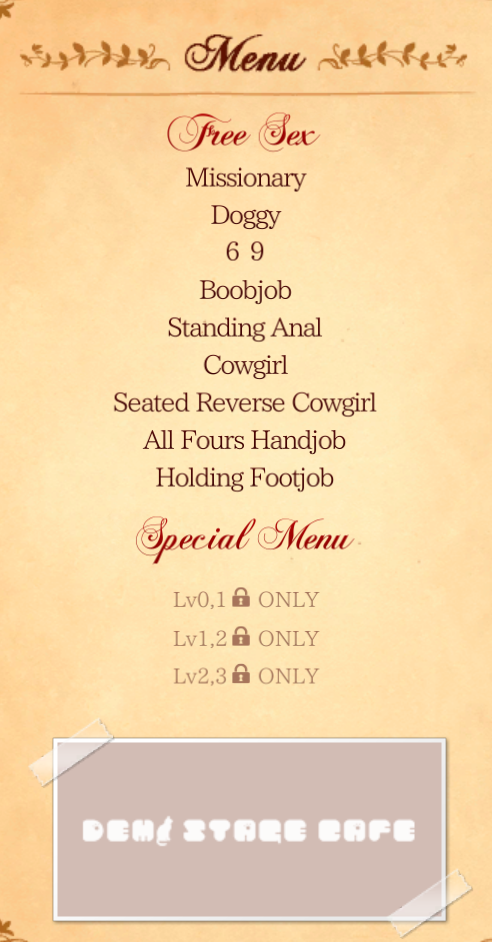 Menu
Free Sex
Missionary
Doggy
6 9
Boobjob
Standing Anal
Cowgirl
Seated Reverse Cowgirl
All Fours Handjob
Holding Footjob
Special Menu
Lv0,1 ONLY
Lv1,2 ONLY
Lv2,3 ONLY
DEMi STAGE CAFE